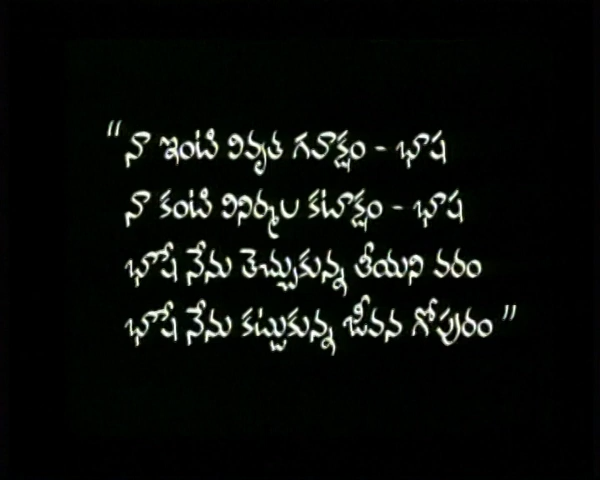 " నా ఇంటి వివృత గవాక్షం - భాష
నా కంటి వినిర్మల కటాక్షం - భాష
భాషే నేను తెచ్చుకున్న తీయని వరం
భాషే నేను కట్టుకున్న జీవన గోపురం "